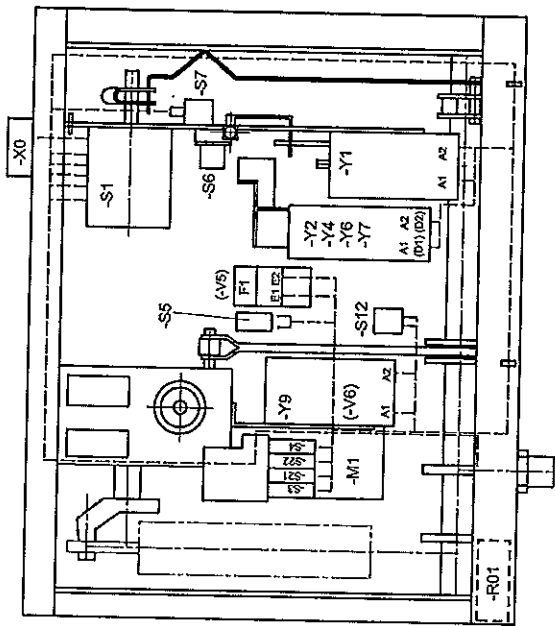 -X0
-S1
-S7
-S6
-Y1
A1 A2
-Y2
-Y4
-Y6
-Y7
A1 A2
(D1) (D2)
(-V5)
F1
E1 E2
-S5
-S12
-Y9
(-V6)
A1 A2
-S4
-S22
-S21
-S3
-M1
-R01